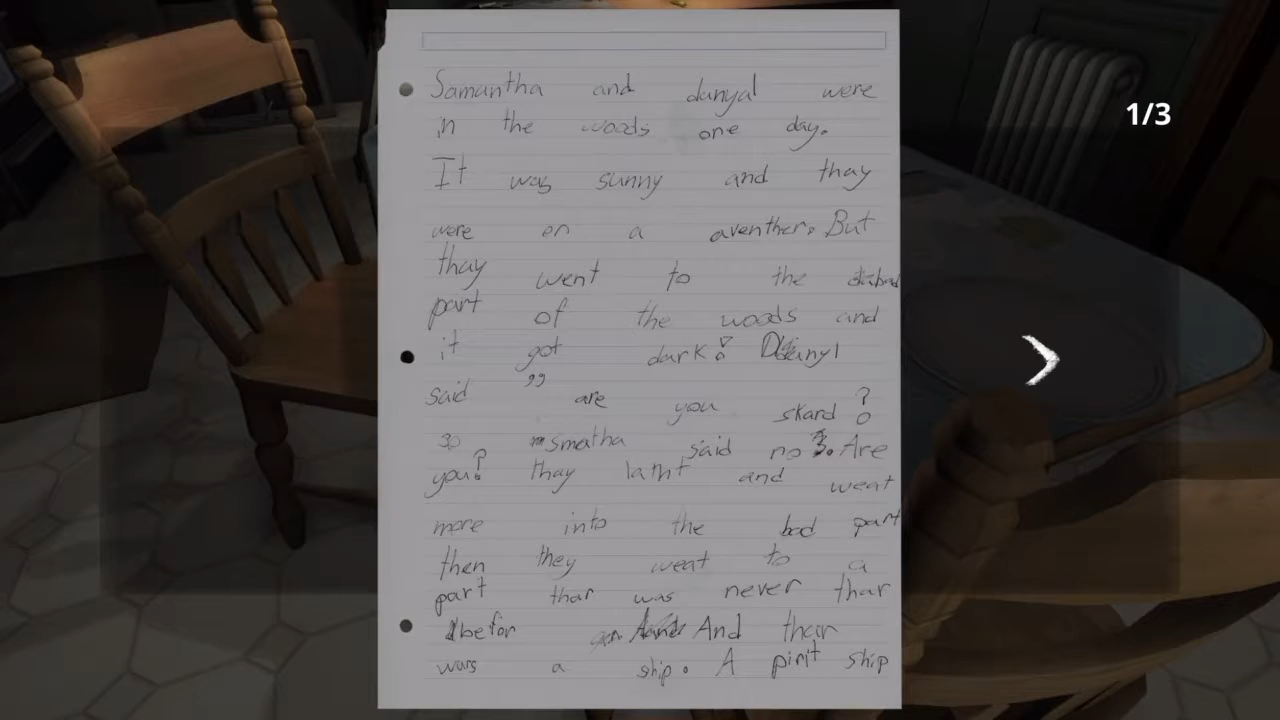 Samantha and danyal were
in the woods one day.
It was sunny and thay
were on a aventher. But
thay went to the
part of the woods and
it got dark! Danyl
said " are you skard?
so smatha said no. Are
you? thay laiht and weat
more into the bad part
then they weat to a
part thar was never thar
befor And thar
wars a ship. A pirit ship
1/3